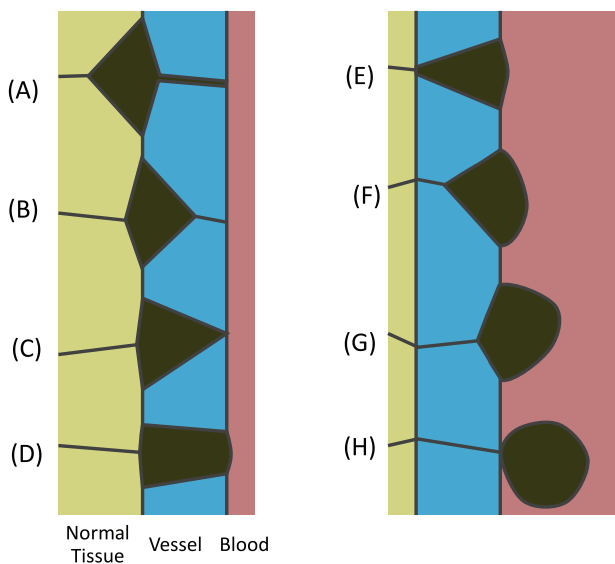 (A)
(B)
(C)
(D)
Normal
Tissue
Vessel
Blood
(E)
(F)
(G)
(H)